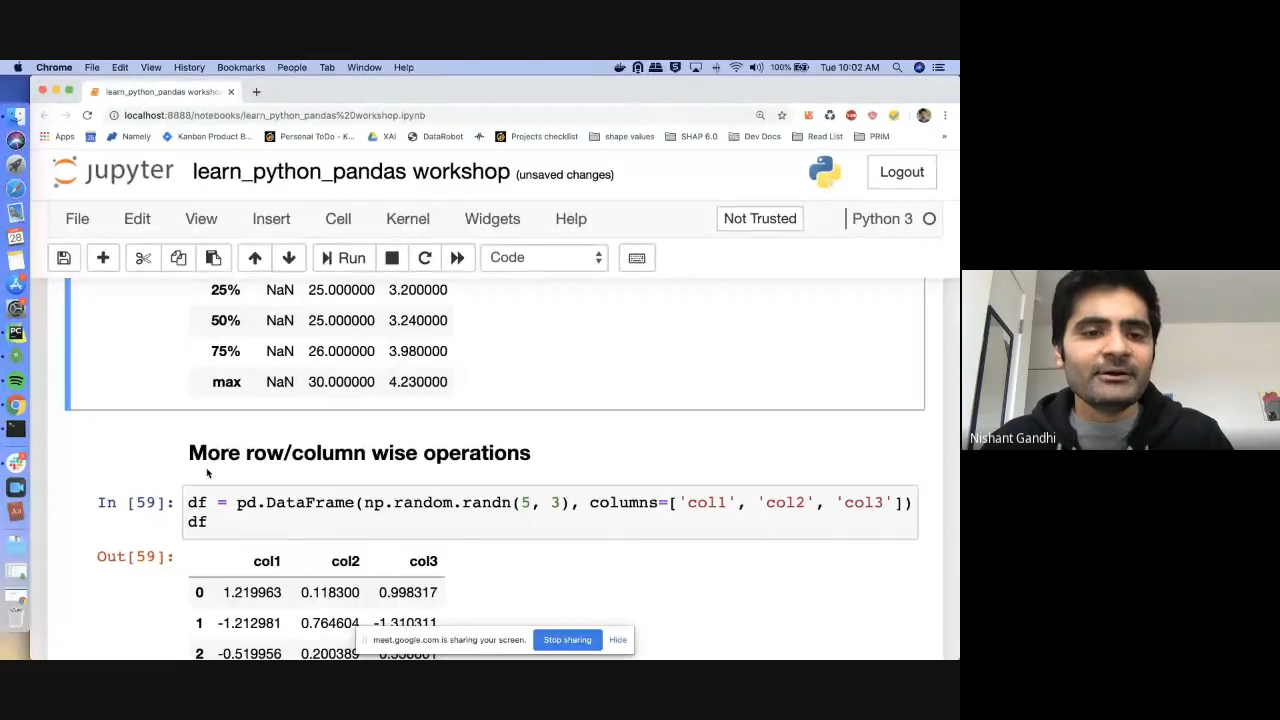 Chrome File Edit View History Bookmarks People Tab Window Help 100% Tue 10:02 AM
learn_python_pandas worksho
localhost:8888/notebooks/learn_python_pandas%20workshop.ipynb
Apps Namely Kanban Product B... Personal ToDo - K... XAI DataRobot Projects checklist shape values SHAP 6.0 Dev Docs Read List PRIM »
jupyter learn_python_pandas workshop (unsaved changes) Logout
File Edit View Insert Cell Kernel Widgets Help Not Trusted Python 3
Run Code
25% NaN 25.000000 3.200000
50% NaN 25.000000 3.240000
75% NaN 26.000000 3.980000
max NaN 30.000000 4.230000
More row/column wise operations
In [59]: df = pd.DataFrame(np.random.randn(5, 3), columns=['col1', 'col2', 'col3'])
df
Out[59]:
col1 col2 col3
0 1.219963 0.118300 0.998317
1 -1.212981 0.764604 -1.310311
2 -0.519956 0.200389
meet.google.com is sharing your screen. Stop sharing Hide
Nishant Gandhi